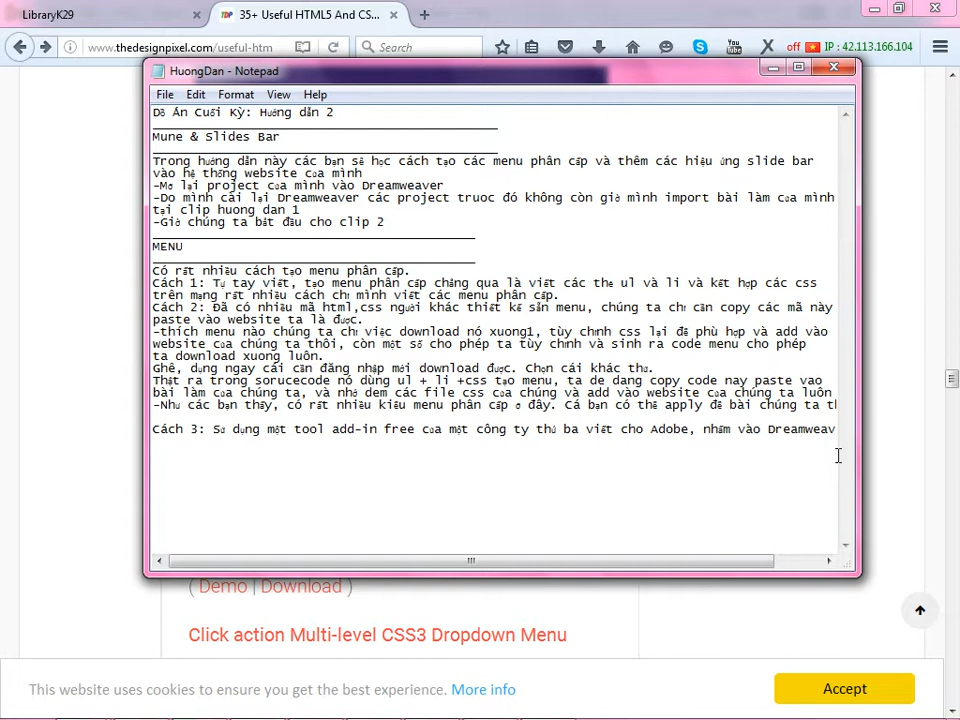 LibraryK29
35+ Useful HTML5 And CS...
www.thedesignpixel.com/useful-htm
Search
off
IP : 42.113.166.104
HuongDan - Notepad
File Edit Format View Help
Đồ Án Cuối Kỳ: Hướng dẫn 2
Mune & Slides Bar
Trong hướng dẫn này các bạn sẽ học cách tạo các menu phân cấp và thêm các hiệu ứng slide bar
vào hệ thống website của mình
-Mở lại project của mình vào Dreamweaver
-Do mình cài lại Dreamweaver các project truoc đó không còn giờ mình import bài làm của mình
tại clip huong dan 1
-Giờ chúng ta bắt đầu cho clip 2
MENU
Có rất nhiều cách tạo menu phân cấp.
Cách 1: Tự tay viết, tạo menu phân cấp chẳng qua là viết các thẻ ul và li và kết hợp các css
trên mạng rất nhiều cách chỉ mình viết các menu phân cấp.
Cách 2: Đã có nhiều mã html,css người khác thiết kế sẵn menu, chúng ta chỉ cần copy các mã này
paste vào website ta là được.
-thích menu nào chúng ta chỉ việc download nó xuong1, tùy chỉnh css lại để phù hợp và add vào
website của chúng ta thôi, còn một số cho phép ta tùy chỉnh và sinh ra code menu cho phép
ta download xuong luôn.
Ghê, dụng ngay cái cần đăng nhập mới download được. Chọn cái khác thử.
Thật ra trong sorucecode nó dùng ul + li +css tạo menu, ta de dang copy code nay paste vao
bài làm của chúng ta, và nhớ dem các file css của chúng và add vào website của chúng ta luôn
-Như các bạn thấy, có rất nhiều kiểu menu phân cấp ở đây. Cá bạn có thể apply để bài chúng ta th
Cách 3: Sử dụng một tool add-in free của một công ty thứ ba viết cho Adobe, nhấm vào Dreamweav
( Demo | Download )
Click action Multi-level CSS3 Dropdown Menu
This website uses cookies to ensure you get the best experience. More info
Accept